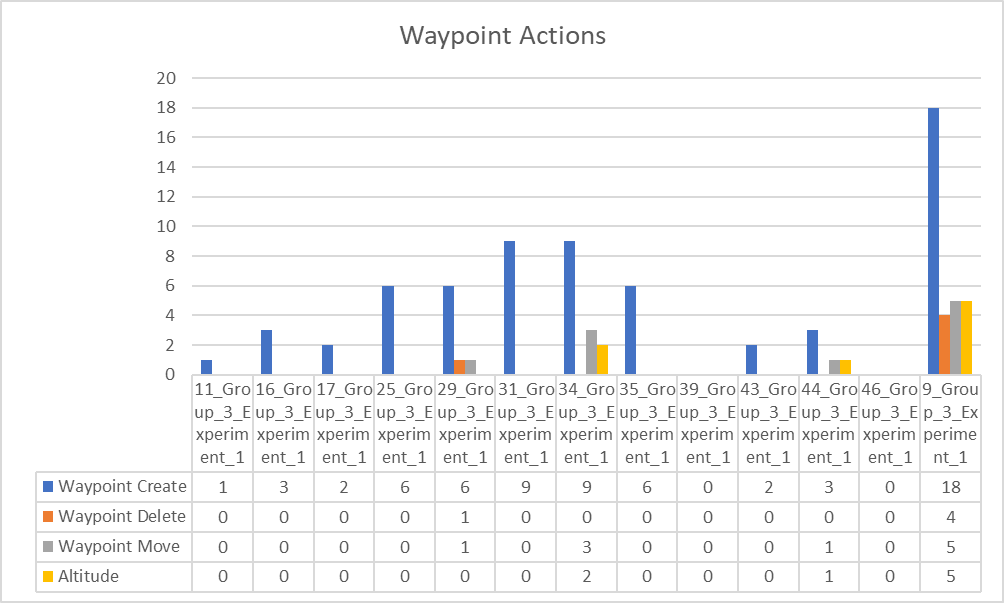 Waypoint Actions
20
18
16
14
12
10
8
6
4
2
0
11_Gro 16_Gro 17_Gro 25_Gro 29_Gro 31_Gro 34_Gro 35_Gro 39_Gro 43_Gro 44_Gro 46_Gro 9_Grou
up_3_E up_3_E up_3_E up_3_E up_3_E up_3_E up_3_E up_3_E up_3_E up_3_E up_3_E up_3_E p_3_Ex
xperim xperim xperim xperim xperim xperim xperim xperim xperim xperim xperim xperim perime
ent_1 ent_1 ent_1 ent_1 ent_1 ent_1 ent_1 ent_1 ent_1 ent_1 ent_1 ent_1 nt_1
Waypoint Create 1 3 2 6 6 9 9 6 0 2 3 0 18
Waypoint Delete 0 0 0 0 1 0 0 0 0 0 0 0 4
Waypoint Move 0 0 0 0 1 0 3 0 0 0 1 0 5
Altitude 0 0 0 0 0 0 2 0 0 0 1 0 5